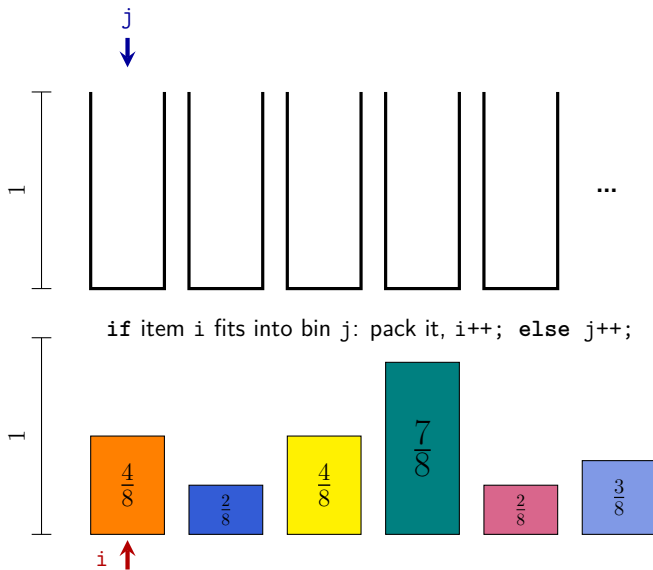 j
1
...
if item i fits into bin j: pack it, i++; else j++;
1
4/8 2/8 4/8 7/8 2/8 3/8
i